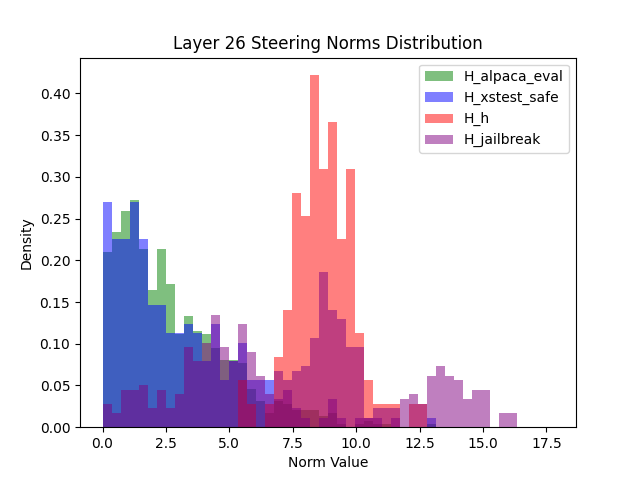 Layer 26 Steering Norms Distribution
H_alpaca_eval
H_xstest_safe
H_h
H_jailbreak
0.40
0.35
0.30
0.25
0.20
0.15
0.10
0.05
0.00
Density
0.0 2.5 5.0 7.5 10.0 12.5 15.0 17.5
Norm Value